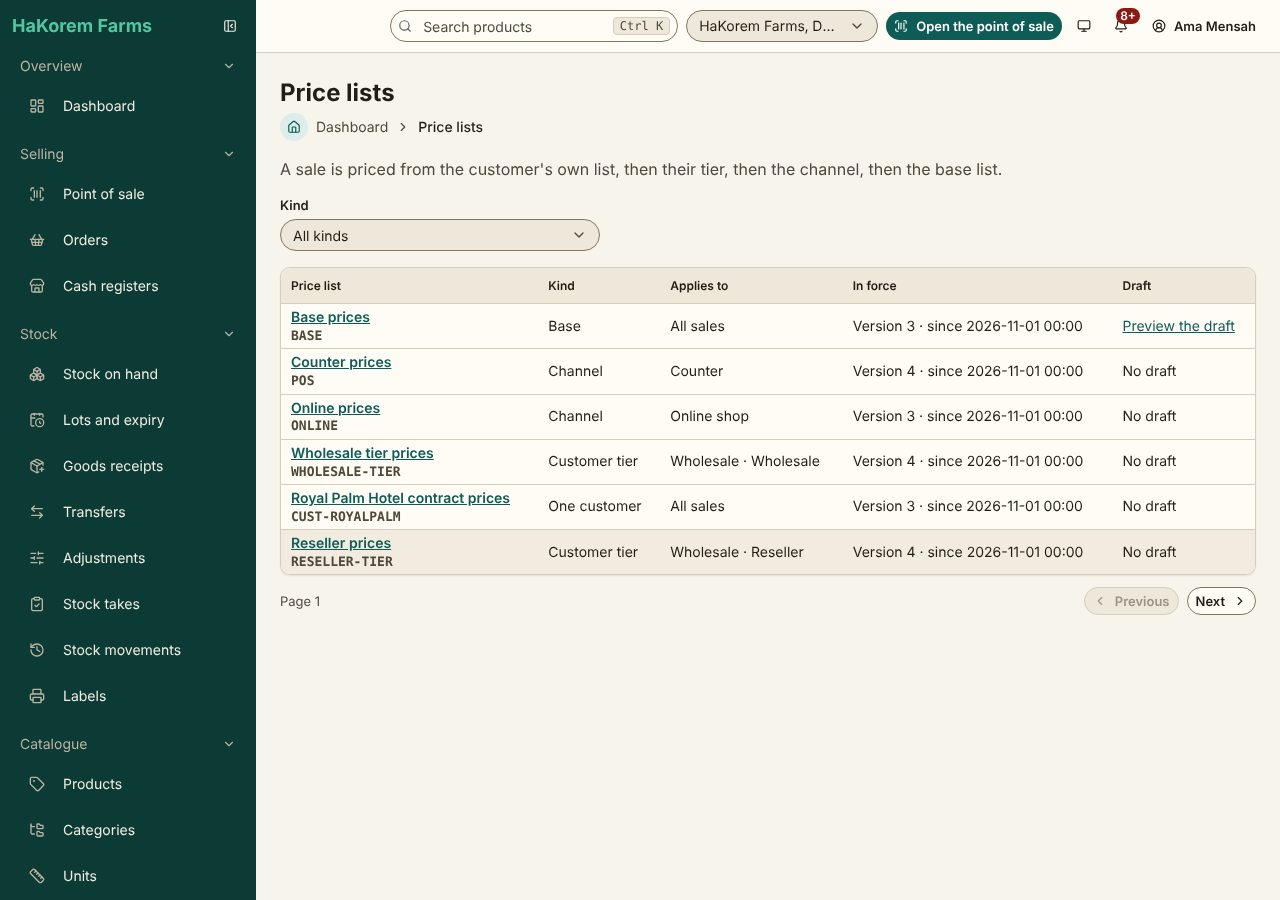 HaKorem Farms
Overview
Dashboard
Selling
Point of sale
Orders
Cash registers
Stock
Stock on hand
Lots and expiry
Goods receipts
Transfers
Adjustments
Stock takes
Stock movements
Labels
Catalogue
Products
Categories
Units
Search products Ctrl K
HaKorem Farms, D...
Open the point of sale
8+
Ama Mensah
Price lists
Dashboard > Price lists
A sale is priced from the customer's own list, then their tier, then the channel, then the base list.
Kind
All kinds
Price list Kind Applies to In force Draft
Base prices
BASE
Base All sales Version 3 · since 2026-11-01 00:00 Preview the draft
Counter prices
POS
Channel Counter Version 4 · since 2026-11-01 00:00 No draft
Online prices
ONLINE
Channel Online shop Version 3 · since 2026-11-01 00:00 No draft
Wholesale tier prices
WHOLESALE-TIER
Customer tier Wholesale · Wholesale Version 4 · since 2026-11-01 00:00 No draft
Royal Palm Hotel contract prices
CUST-ROYALPALM
One customer All sales Version 3 · since 2026-11-01 00:00 No draft
Reseller prices
RESELLER-TIER
Customer tier Wholesale · Reseller Version 4 · since 2026-11-01 00:00 No draft
Page 1
Previous
Next